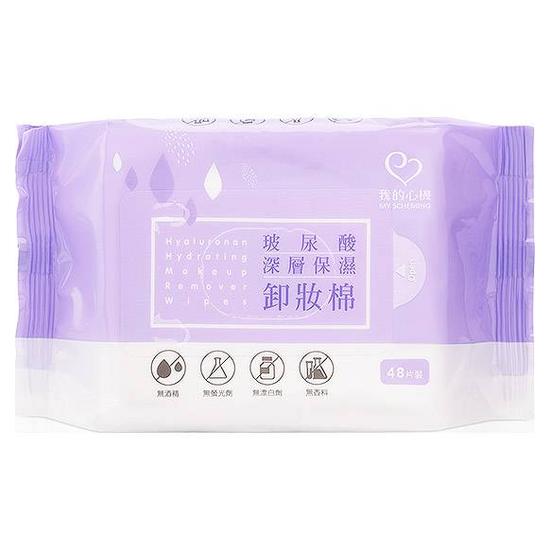 我的心機
MY SCHEMING
Hyaluronan
Hydrating
Makeup
Remover
Wipes
玻尿酸
深層保濕
卸妝棉
Open
無酒精
無螢光劑
無漂白劑
無香料
48片裝